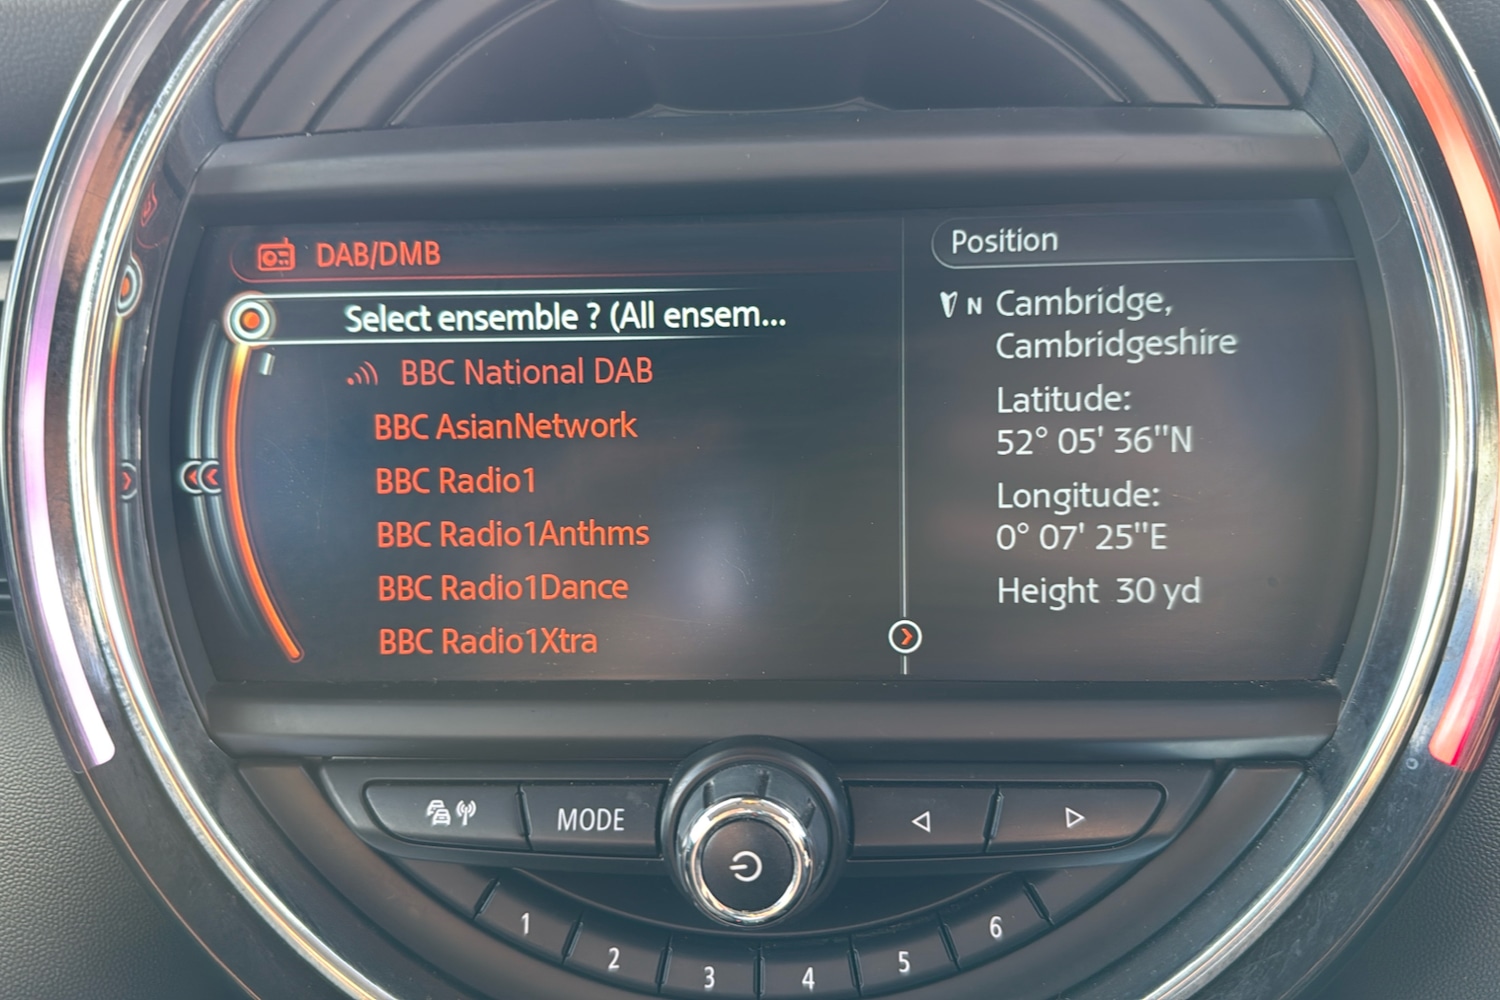 DAB/DMB
Select ensemble ? (All ensem...
BBC National DAB
BBC AsianNetwork
BBC Radio1
BBC Radio1Anthms
BBC Radio1Dance
BBC Radio1Xtra
Position
N Cambridge,
Cambridgeshire
Latitude:
52° 05' 36"N
Longitude:
0° 07' 25"E
Height 30 yd
MODE
1
2
3
4
5
6